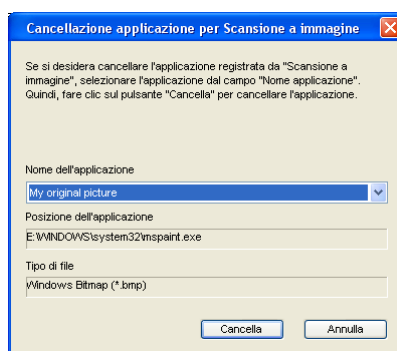 Cancellazione applicazione per Scansione a immagine
Se si desidera cancellare l'applicazione registrata da "Scansione a
immagine", selezionare l'applicazione dal campo "Nome applicazione".
Quindi, fare clic sul pulsante "Cancella" per cancellare l'applicazione.
Nome dell'applicazione
My original picture
Posizione dell'applicazione
E:\WINDOWS\system32\mspaint.exe
Tipo di file
Windows Bitmap (*.bmp)
Cancella
Annulla